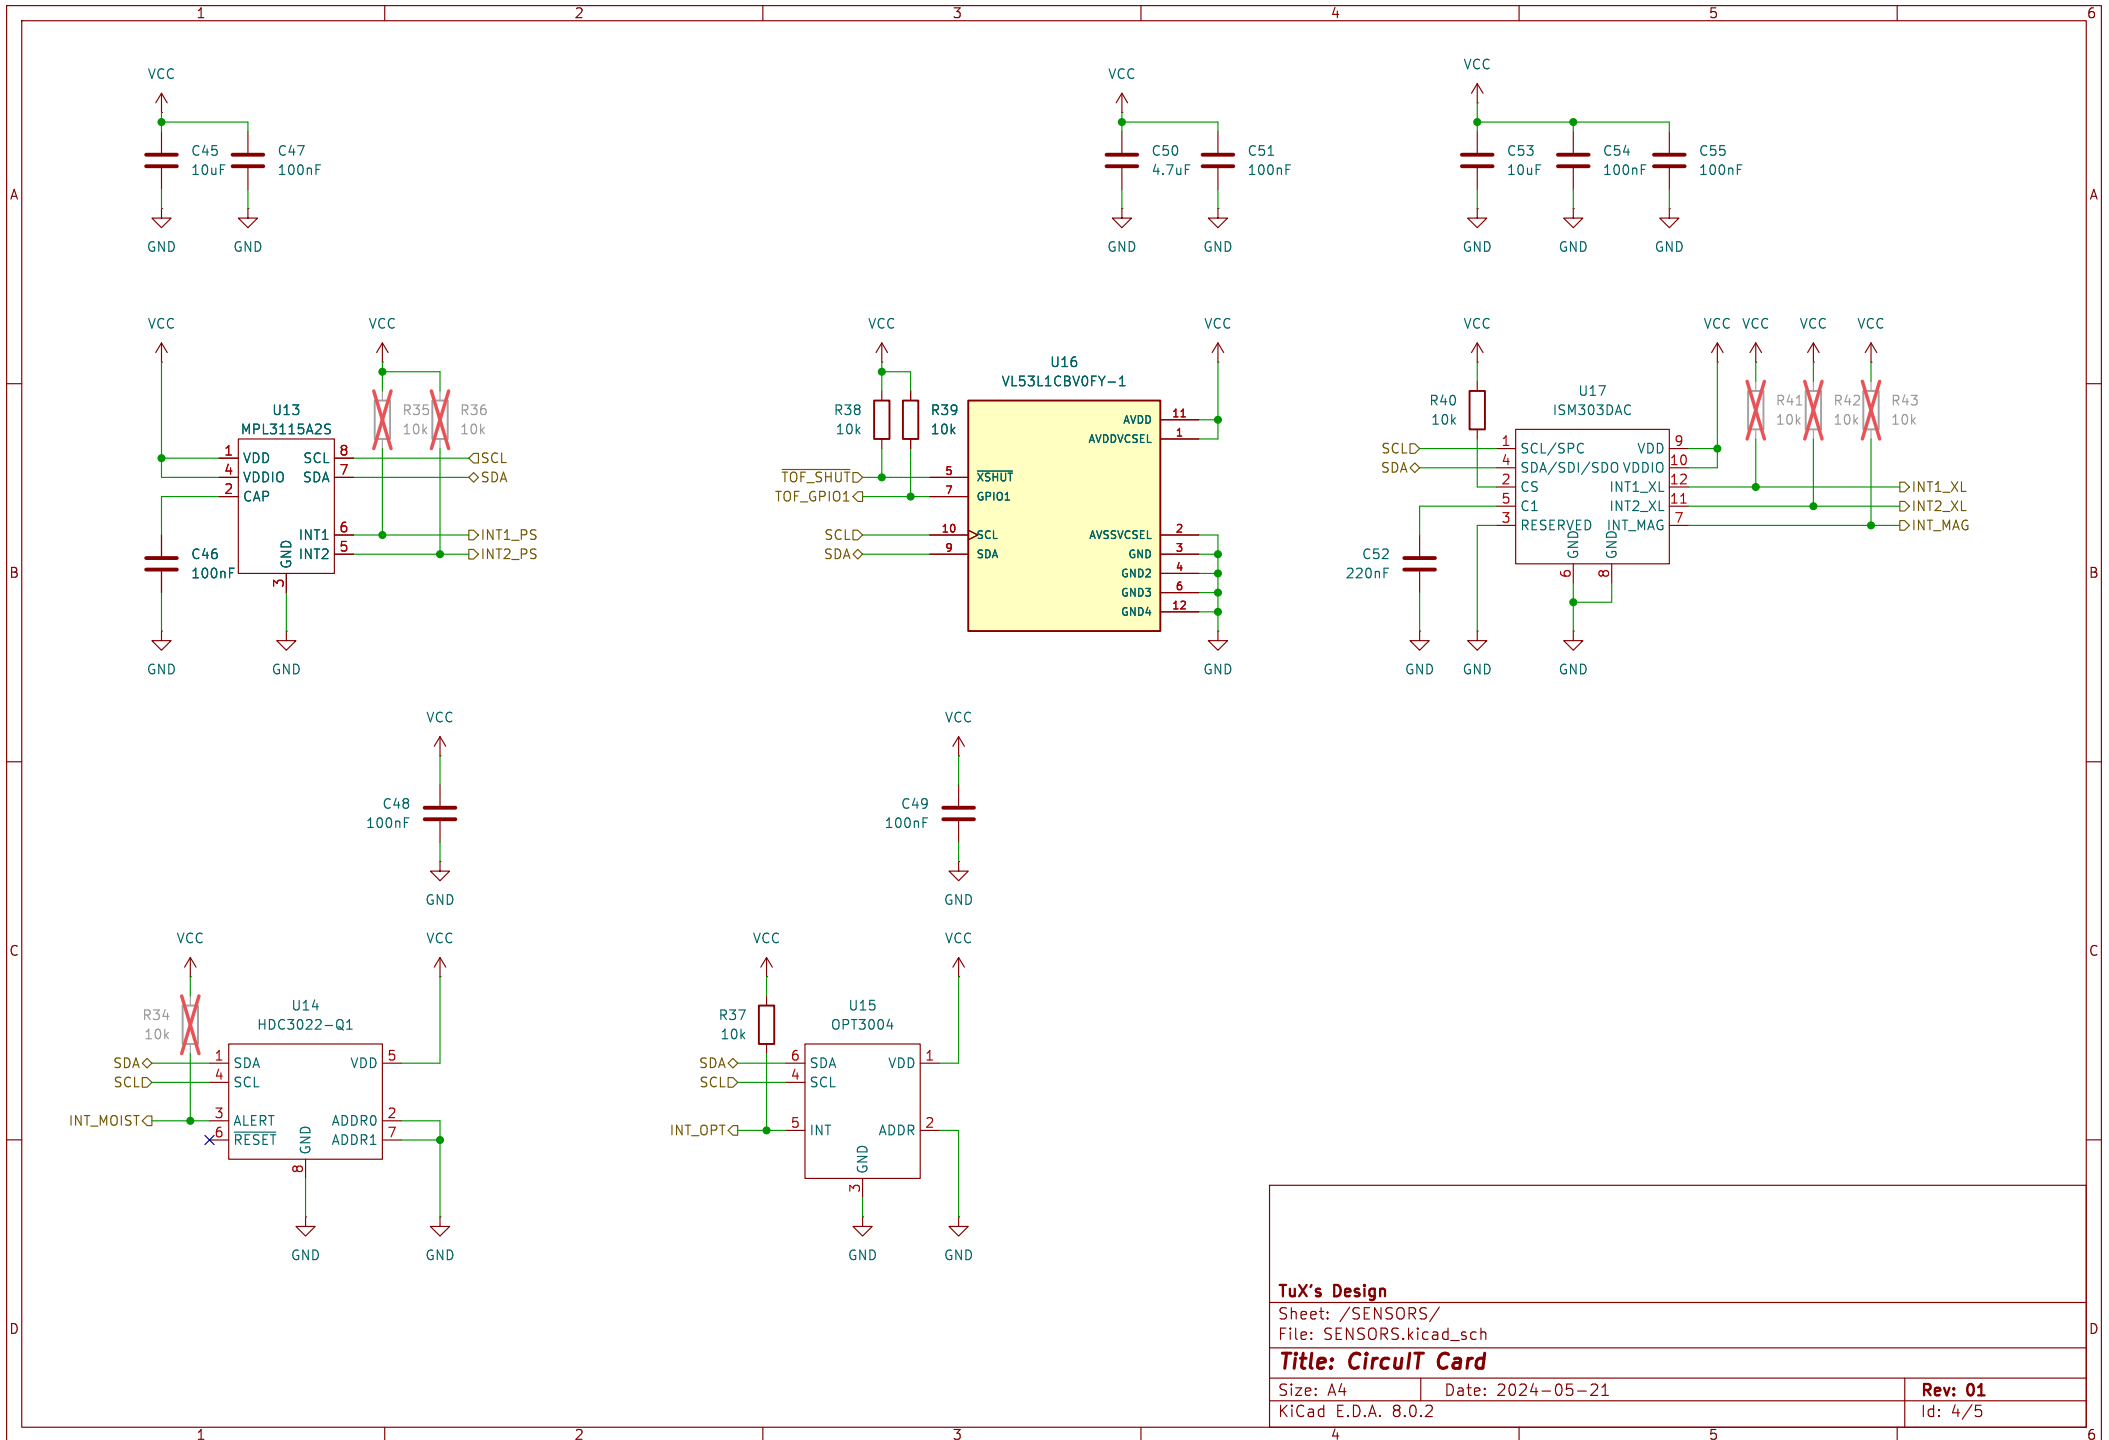 1 2 3 4 5 6
A A
B B
C C
D D
VCC
C45
10uF
C47
100nF
GND GND
VCC
C50
4.7uF
C51
100nF
GND GND
VCC
C53
10uF
C54
100nF
C55
100nF
GND GND GND
VCC VCC
U13
MPL3115A2S
R35
10k
R36
10k
1 VDD SCL 8 SCL
4 VDDIO SDA 7 SDA
2 CAP
INT1 6 INT1_PS
GND INT2 5 INT2_PS
3
C46
100nF
GND GND
VCC VCC
U16
VL53L1CBV0FY-1
R38
10k
R39
10k
AVDD 11
AVDDVCSEL 1
TOF_SHUT 5 XSHUT
TOF_GPIO1 7 GPIO1
SCL 10 SCL AVSSVCSEL 2
SDA 9 SDA GND 3
GND2 4
GND3 6
GND4 12
GND
VCC VCC VCC VCC VCC
R40
10k
U17
ISM303DAC
R41
10k
R42
10k
R43
10k
SCL 1 SCL/SPC VDD 9
SDA 4 SDA/SDI/SDO VDDIO 10
2 CS INT1_XL 12 INT1_XL
5 C1 INT2_XL 11 INT2_XL
3 RESERVED INT_MAG 7 INT_MAG
GND GND
6 8
C52
220nF
GND GND GND
VCC
C48
100nF
GND
VCC
C49
100nF
GND
VCC VCC
R34
10k
U14
HDC3022-Q1
SDA 1 SDA VDD 5
SCL 4 SCL
INT_MOIST 3 ALERT ADDR0 2
6 RESET ADDR1 7
GND
8
GND GND
VCC VCC
R37
10k
U15
OPT3004
SDA 6 SDA VDD 1
SCL 4 SCL
INT_OPT 5 INT ADDR 2
GND
3
GND GND
TuX's Design
Sheet: /SENSORS/
File: SENSORS.kicad_sch
Title: CircuIT Card
Size: A4 Date: 2024-05-21 Rev: 01
KiCad E.D.A. 8.0.2 Id: 4/5
1 2 3 4 5 6